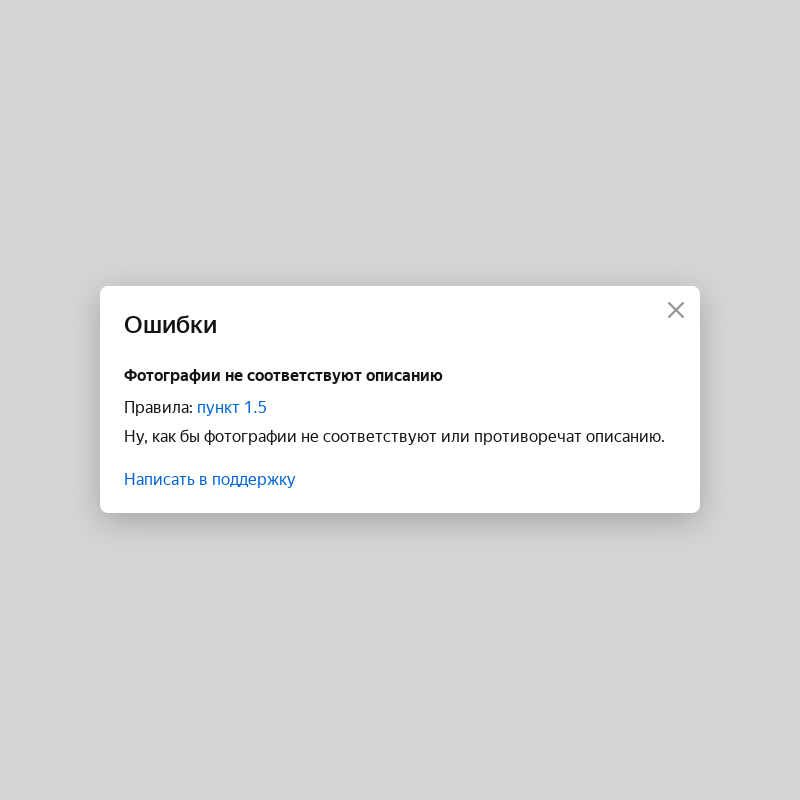 Ошибки
Фотографии не соответствуют описанию
Правила: пункт 1.5
Ну, как бы фотографии не соответствуют или противоречат описанию.
Написать в поддержку